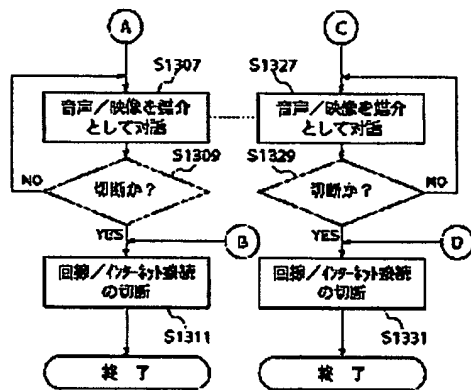 A
S1307
音声／映像を媒介
として対話
S1309
切断か？
NO
YES
B
回線／インターネット接続
の切断
S1311
終 了
C
S1327
音声／映像を媒介
として対話
S1329
切断か？
NO
YES
D
回線／インターネット接続
の切断
S1331
終 了